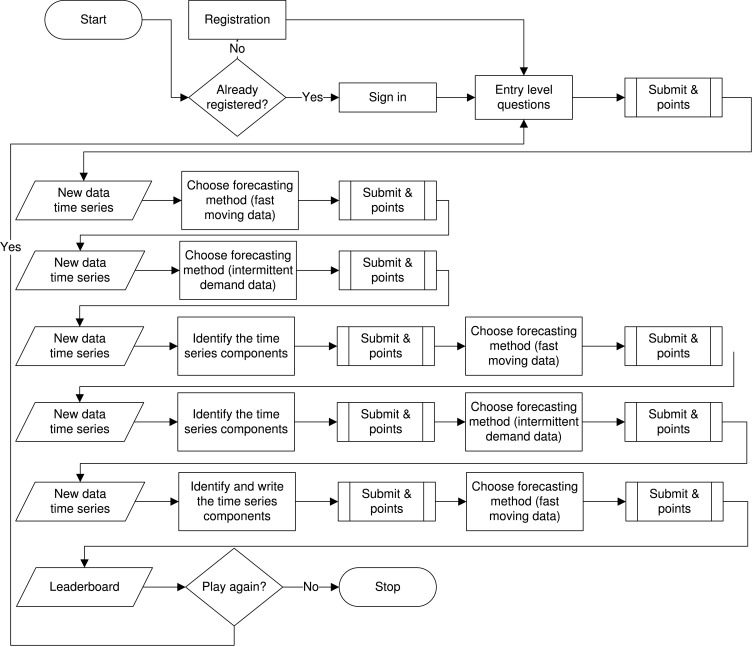 Start
Registration
No
Already
registered?
Yes
Sign in
Entry level
questions
Submit &
points
New data
time series
Choose forecasting
method (fast
moving data)
Submit &
points
Yes
New data
time series
Choose forecasting
method (intermittent
demand data)
Submit &
points
New data
time series
Identify the time
series components
Submit &
points
Choose forecasting
method (fast
moving data)
Submit &
points
New data
time series
Identify the time
series components
Submit &
points
Choose forecasting
method (intermittent
demand data)
Submit &
points
New data
time series
Identify and write
the time series
components
Submit &
points
Choose forecasting
method (fast
moving data)
Submit &
points
Leaderboard
Play again?
No
Stop